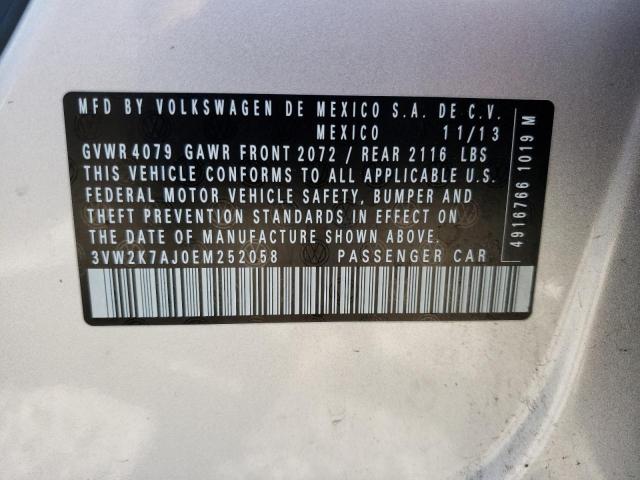 MFD BY VOLKSWAGEN DE MEXICO S.A. DE C.V.
MEXICO 11/13
GVWR 4079 GAWR FRONT 2072 / REAR 2116 LBS
THIS VEHICLE CONFORMS TO ALL APPLICABLE U.S.
FEDERAL MOTOR VEHICLE SAFETY, BUMPER AND
THEFT PREVENTION STANDARDS IN EFFECT ON
THE DATE OF MANUFACTURE SHOWN ABOVE.
3VW2K7AJ0EM252058 PASSENGER CAR
4916766 1019 M